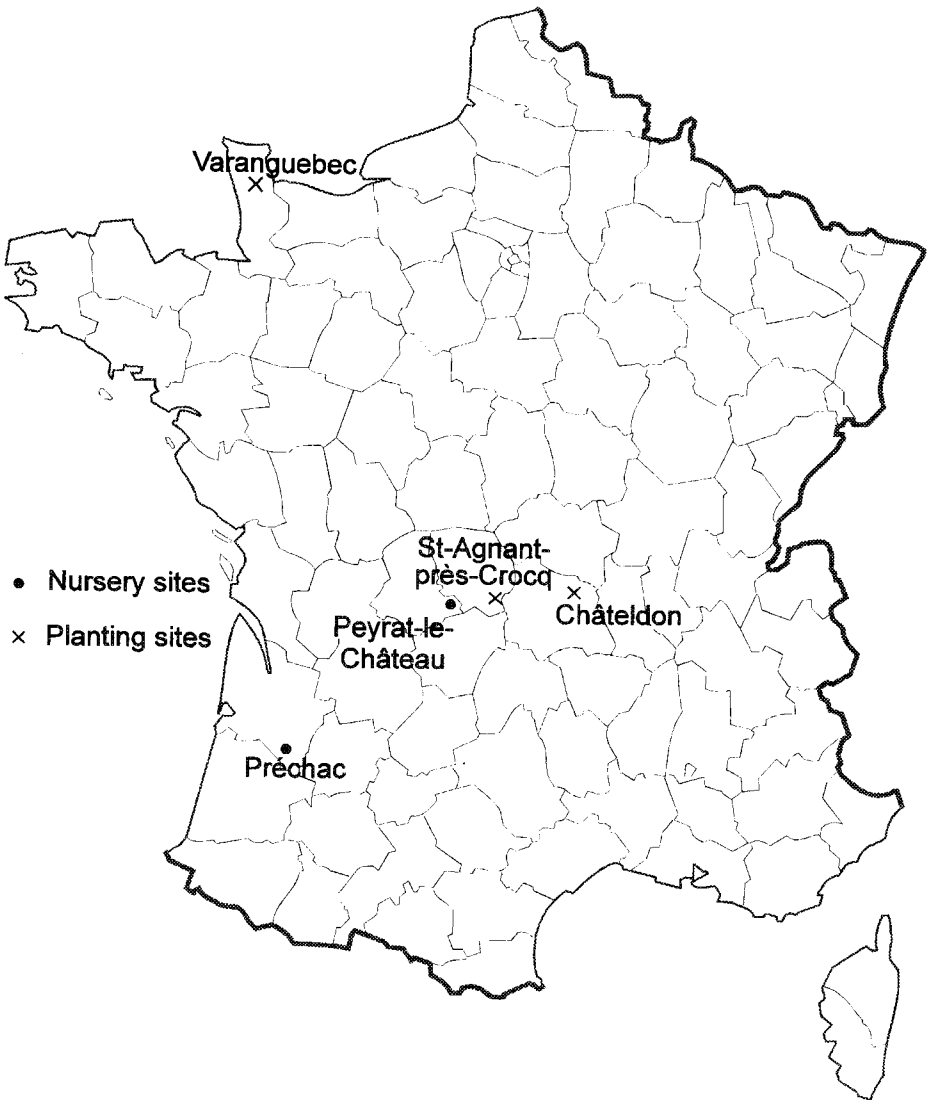 Varanguebec
St-Agnant-
près-Crocq
Nursery sites
Châteldon
Planting sites
Peyrat-le-
Château
Préchac